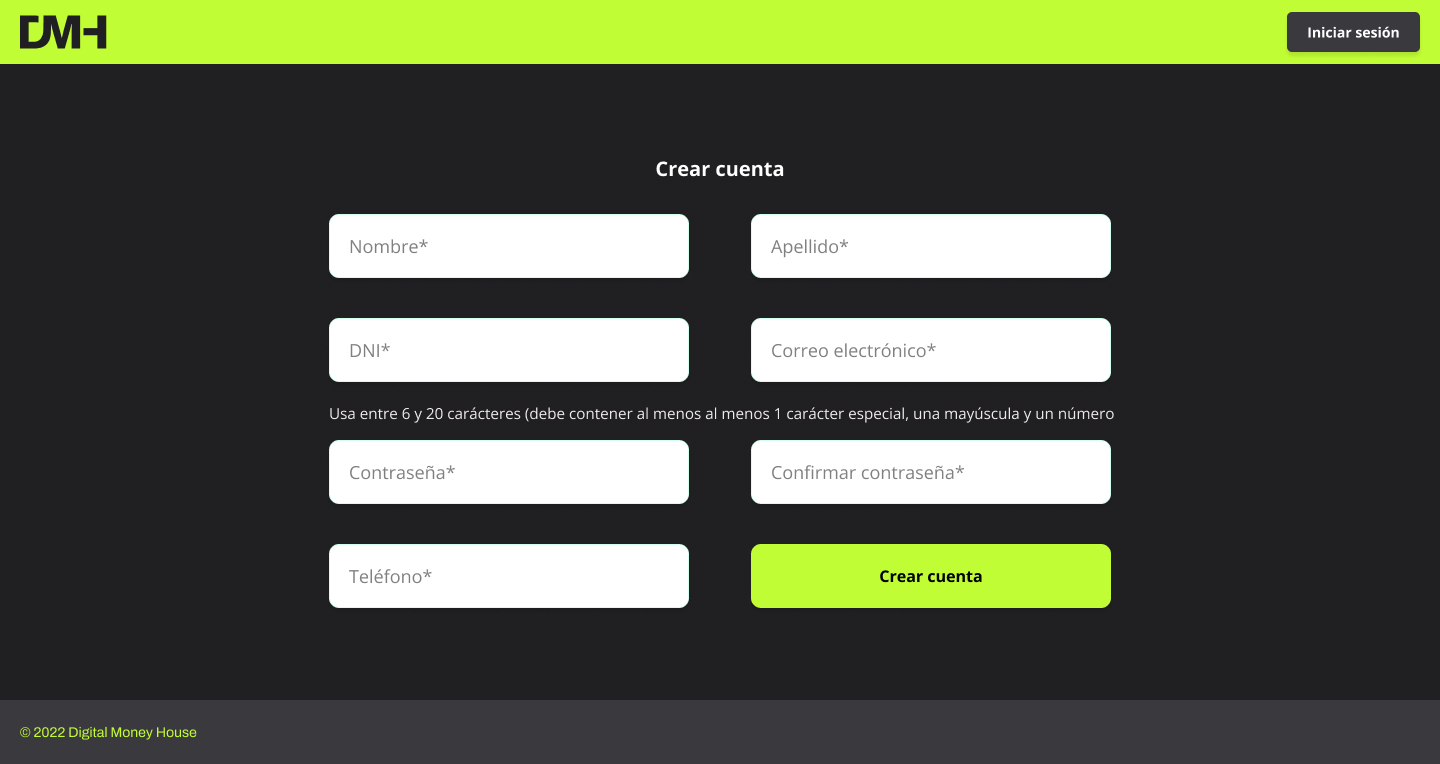 DMH
Iniciar sesión
Crear cuenta
Nombre*
Apellido*
DNI*
Correo electrónico*
Usa entre 6 y 20 carácteres (debe contener al menos al menos 1 carácter especial, una mayúscula y un número
Contraseña*
Confirmar contraseña*
Teléfono*
Crear cuenta
© 2022 Digital Money House